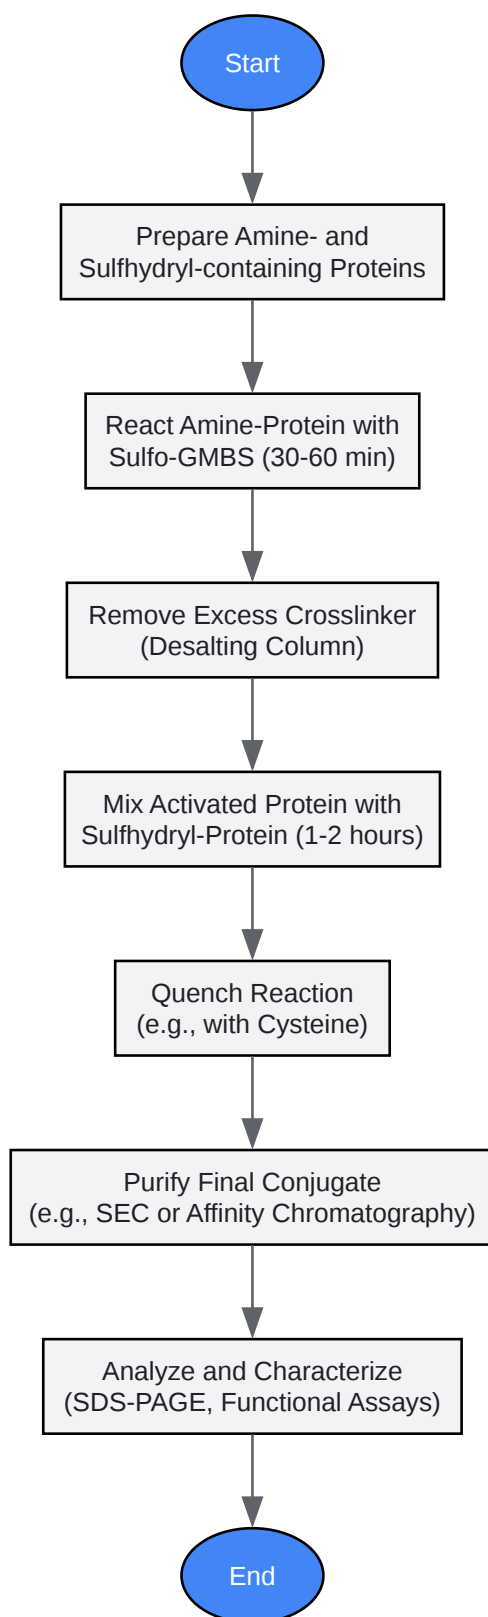 Start
Prepare Amine- and
Sulfhydryl-containing Proteins
React Amine-Protein with
Sulfo-GMBS (30-60 min)
Remove Excess Crosslinker
(Desalting Column)
Mix Activated Protein with
Sulfhydryl-Protein (1-2 hours)
Quench Reaction
(e.g., with Cysteine)
Purify Final Conjugate
(e.g., SEC or Affinity Chromatography)
Analyze and Characterize
(SDS-PAGE, Functional Assays)
End